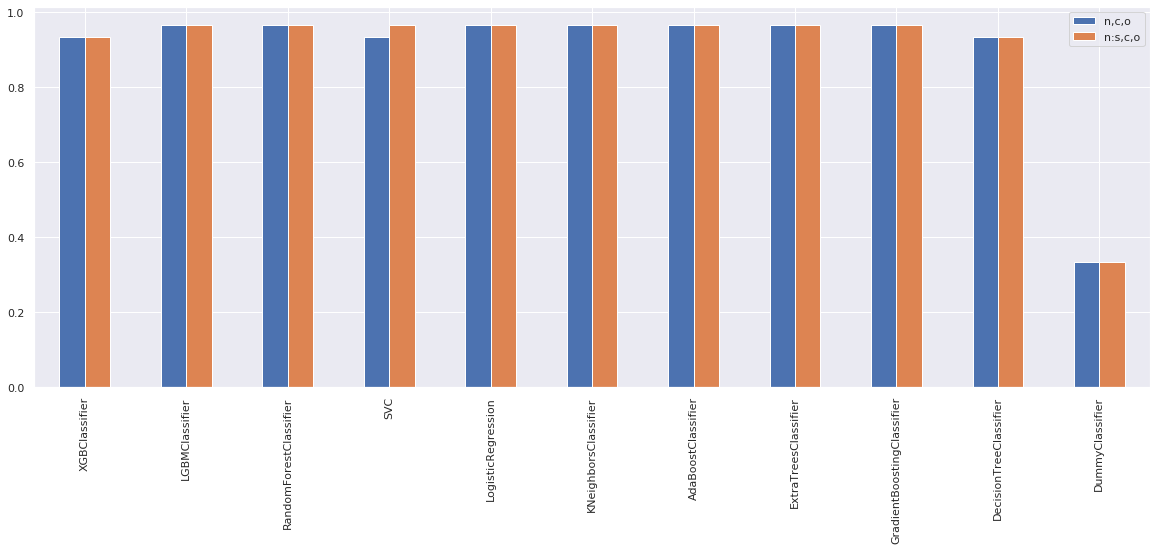 1.0
0.8
0.6
0.4
0.2
0.0
n,c,o
n:s,c,o
XGBClassifier
LGBMClassifier
RandomForestClassifier
SVC
LogisticRegression
KNeighborsClassifier
AdaBoostClassifier
ExtraTreesClassifier
GradientBoostingClassifier
DecisionTreeClassifier
DummyClassifier